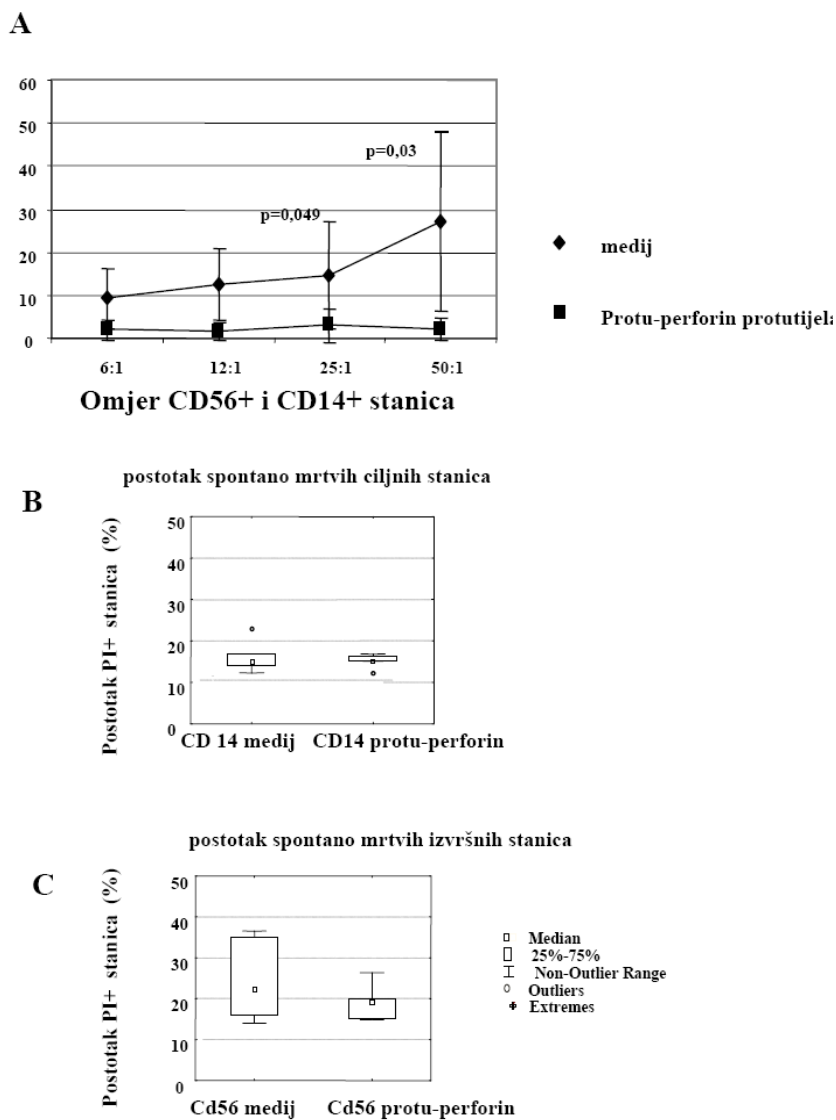 A
60
50
40
30
20
10
0
p=0,03
p=0,049
6:1 12:1 25:1 50:1
Omjer CD56+ i CD14+ stanica
medij
Protu-perforin protutijela
postotak spontano mrtvih ciljnih stanica
B
Postotak PI+ stanica (%)
50
40
30
20
10
0
CD 14 medij CD14 protu-perforin
postotak spontano mrtvih izvršnih stanica
C
Postotak PI+ stanica (%)
50
40
30
20
10
0
Cd56 medij Cd56 protu-perforin
Median
25%-75%
Non-Outlier Range
Outliers
Extremes